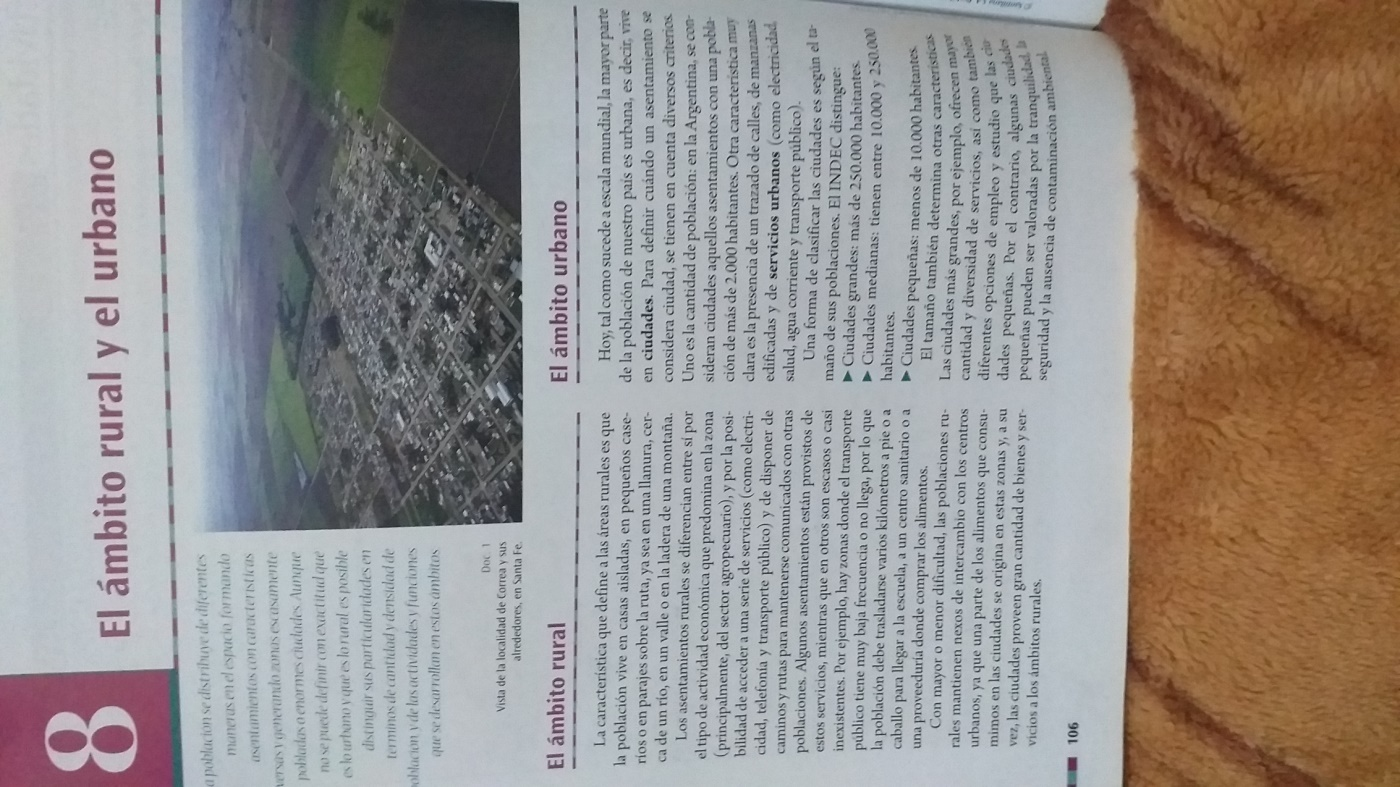 8
El ámbito rural y el urbano
a población se distribuye de diferentes
maneras en el espacio formando
asentamientos con características
versas y generando zonas escasamente
pobladas o enormes ciudades. Aunque
no se puede definir con exactitud qué
es lo urbano y qué es lo rural, es posible
distinguir sus particularidades en
términos de cantidad y densidad de
población, y de las actividades y funciones
que se desarrollan en estos ámbitos
Doc. 1
Vista de la localidad de Correa y sus
alrededores, en Santa Fe.
El ámbito rural
La característica que define a las áreas rurales es que
la población vive en casas aisladas, en pequeños case-
ríos o en parajes sobre la ruta, ya sea en una llanura, cer-
ca de un río, en un valle o en la ladera de una montaña.
Los asentamientos rurales se diferencian entre sí por
el tipo de actividad económica que predomina en la zona
(principalmente, del sector agropecuario), y por la posi-
bilidad de acceder a una serie de servicios (como electri-
cidad, telefonía y transporte público) y de disponer de
caminos y rutas para mantenerse comunicados con otras
poblaciones. Algunos asentamientos están provistos de
estos servicios, mientras que en otros son escasos o casi
inexistentes. Por ejemplo, hay zonas donde el transporte
público tiene muy baja frecuencia o no llega, por lo que
la población debe trasladarse varios kilómetros a pie o a
caballo para llegar a la escuela, a un centro sanitario o a
una proveeduría donde comprar los alimentos.
Con mayor o menor dificultad, las poblaciones ru-
rales mantienen nexos de intercambio con los centros
urbanos, ya que una parte de los alimentos que consu-
mimos en las ciudades se origina en estas zonas y, a su
vez, las ciudades proveen gran cantidad de bienes y ser-
vicios a los ámbitos rurales.
El ámbito urbano
Hoy, tal como sucede a escala mundial, la mayor parte
de la población de nuestro país es urbana, es decir, vive
en ciudades. Para definir cuándo un asentamiento se
considera ciudad, se tienen en cuenta diversos criterios.
Uno es la cantidad de población: en la Argentina, se con-
sideran ciudades aquellos asentamientos con una pobla-
ción de más de 2.000 habitantes. Otra característica muy
clara es la presencia de un trazado de calles, de manzanas
edificadas y de servicios urbanos (como electricidad,
salud, agua corriente y transporte público).
Una forma de clasificar las ciudades es según el ta-
maño de sus poblaciones. El INDEC distingue:
▶ Ciudades grandes: más de 250.000 habitantes.
▶ Ciudades medianas: tienen entre 10.000 y 250.000
habitantes.
▶ Ciudades pequeñas: menos de 10.000 habitantes.
El tamaño también determina otras características.
Las ciudades más grandes, por ejemplo, ofrecen mayor
cantidad y diversidad de servicios, así como también
diferentes opciones de empleo y estudio que las ciu-
dades pequeñas. Por el contrario, algunas ciudades
pequeñas pueden ser valoradas por la tranquilidad, la
seguridad y la ausencia de contaminación ambiental.
106